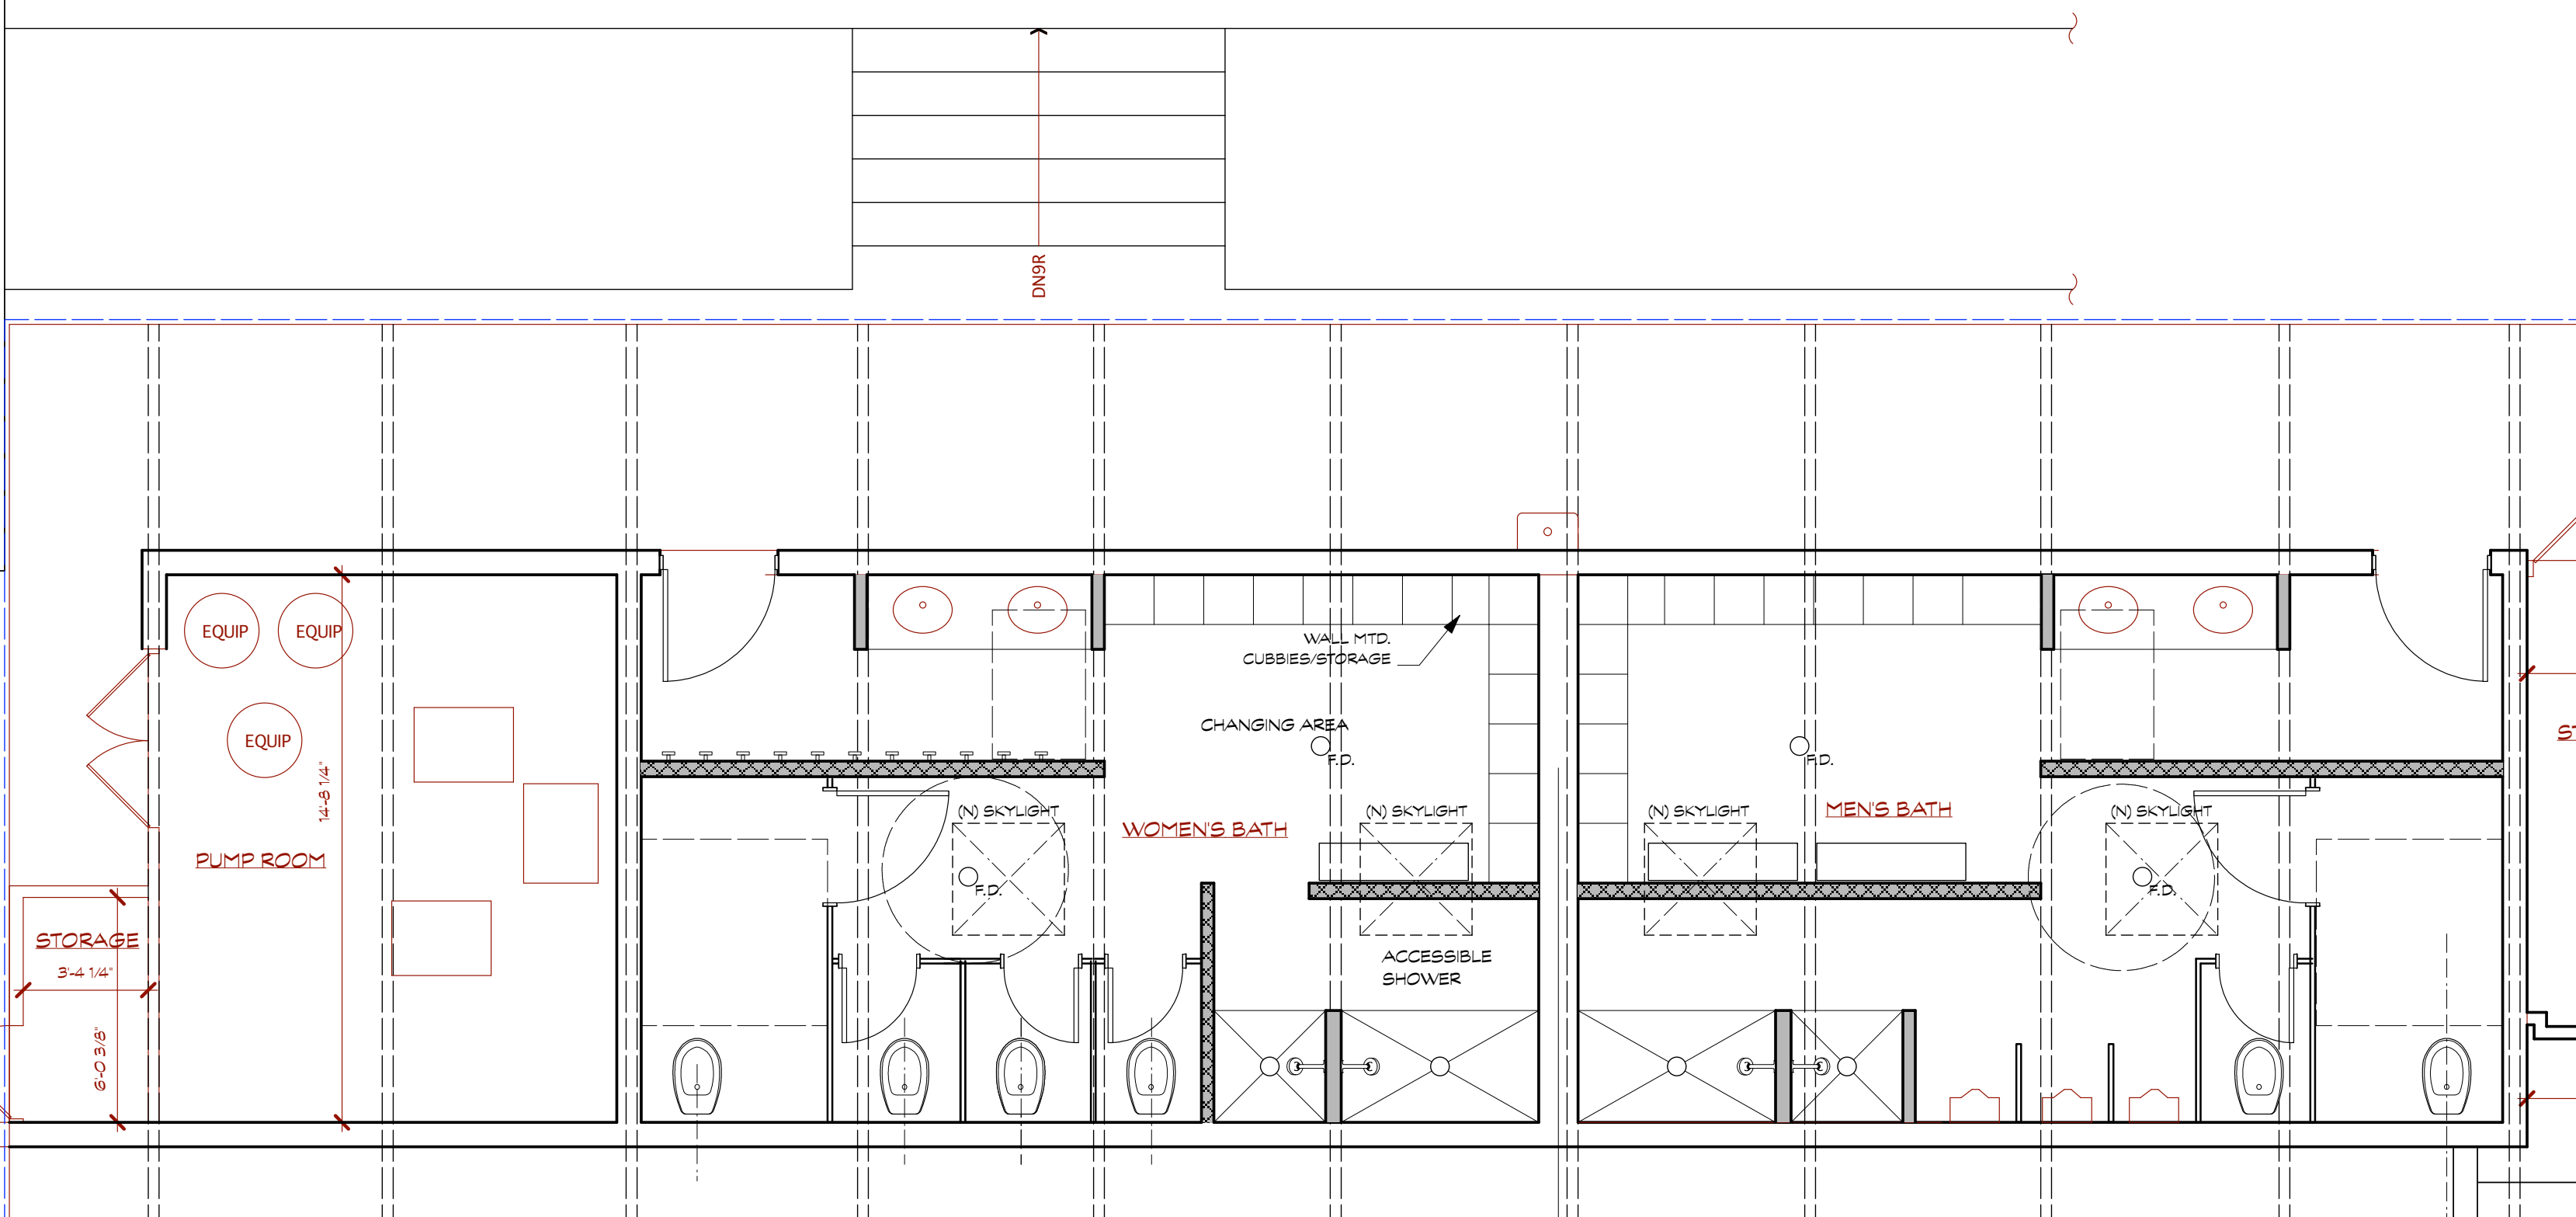 DN9R
EQUIP
EQUIP
EQUIP
14'-8 1/4"
PUMP ROOM
STORAGE
3'-4 1/4"
6'-0 3/8"
WALL MTD.
CUBBIES/STORAGE
CHANGING AREA
F.D.
(N) SKYLIGHT
F.D.
WOMEN'S BATH
(N) SKYLIGHT
ACCESSIBLE
SHOWER
F.D.
(N) SKYLIGHT
MEN'S BATH
(N) SKYLIGHT
F.D.